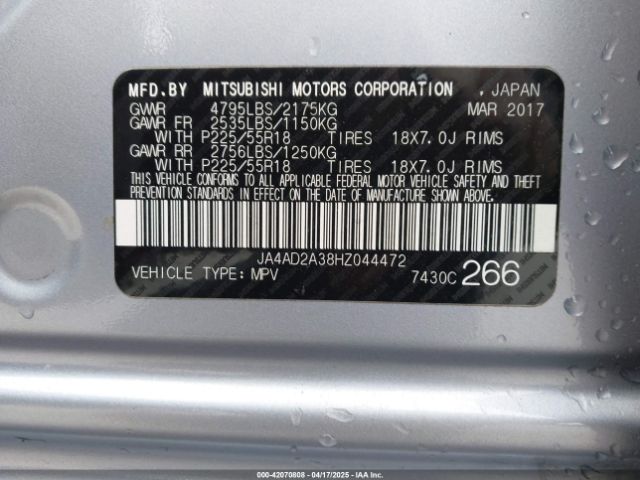 MFD.BY MITSUBISHI MOTORS CORPORATION , JAPAN
GVWR 4795LBS/2175KG MAR 2017
GAWR FR 2535LBS/1150KG
WITH P225/55R18 TIRES 18X7.0J RIMS
GAWR RR 2756LBS/1250KG
WITH P225/55R18 TIRES 18X7.0J RIMS
THIS VEHICLE CONFORMS TO ALL APPLICABLE FEDERAL MOTOR VEHICLE SAFETY AND THEFT
PREVENTION STANDARDS IN EFFECT ON THE DATE OF MANUFACTURE SHOWN ABOVE.
JA4AD2A38HZ044472
VEHICLE TYPE: MPV 7430C 266
000-42070808 - 04/17/2025 - IAAI.COM